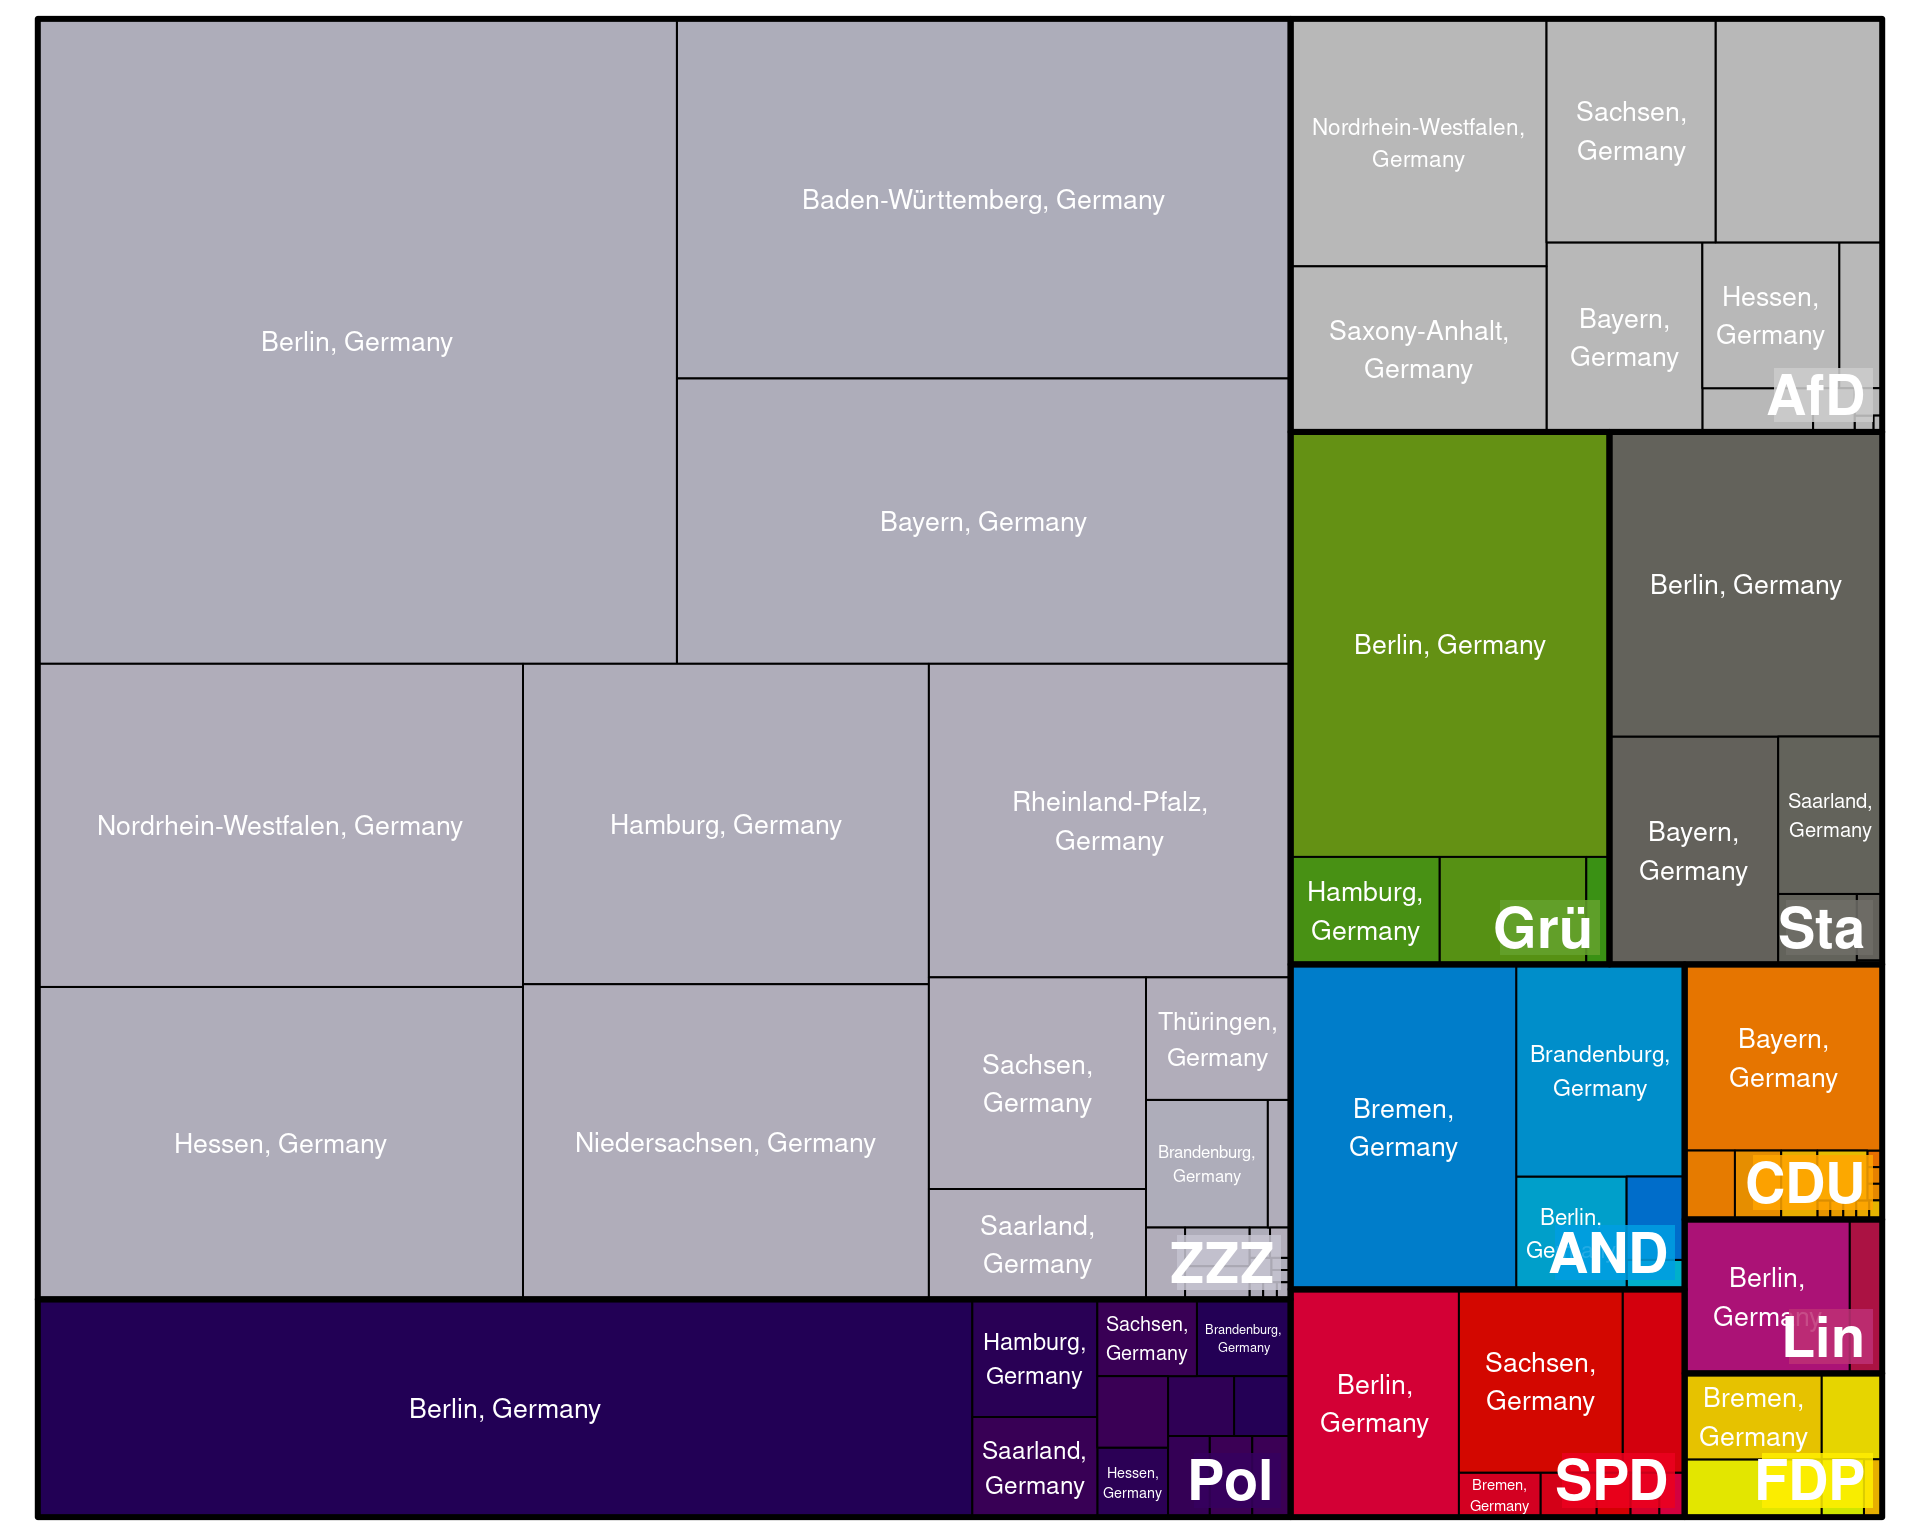 Berlin, Germany
Baden-Württemberg, Germany
Bayern, Germany
Nordrhein-Westfalen, Germany
Hamburg, Germany
Rheinland-Pfalz,
Germany
Hessen, Germany
Niedersachsen, Germany
Sachsen,
Germany
Thüringen,
Germany
Brandenburg,
Germany
Saarland,
Germany
ZZZ
Berlin, Germany
Hamburg,
Germany
Saarland,
Germany
Sachsen,
Germany
Brandenburg,
Germany
Hessen,
Germany
Pol
Nordrhein-Westfalen,
Germany
Sachsen,
Germany
Saxony-Anhalt,
Germany
Bayern,
Germany
Hessen,
Germany
AfD
Berlin, Germany
Hamburg,
Germany
Grü
Berlin, Germany
Bayern,
Germany
Saarland,
Germany
Sta
Bremen,
Germany
Brandenburg,
Germany
Berlin,
AND
Bayern,
Germany
CDU
Berlin,
Germany
Lin
Berlin,
Germany
Sachsen,
Germany
Bremen,
Germany
SPD
Bremen,
Germany
FDP